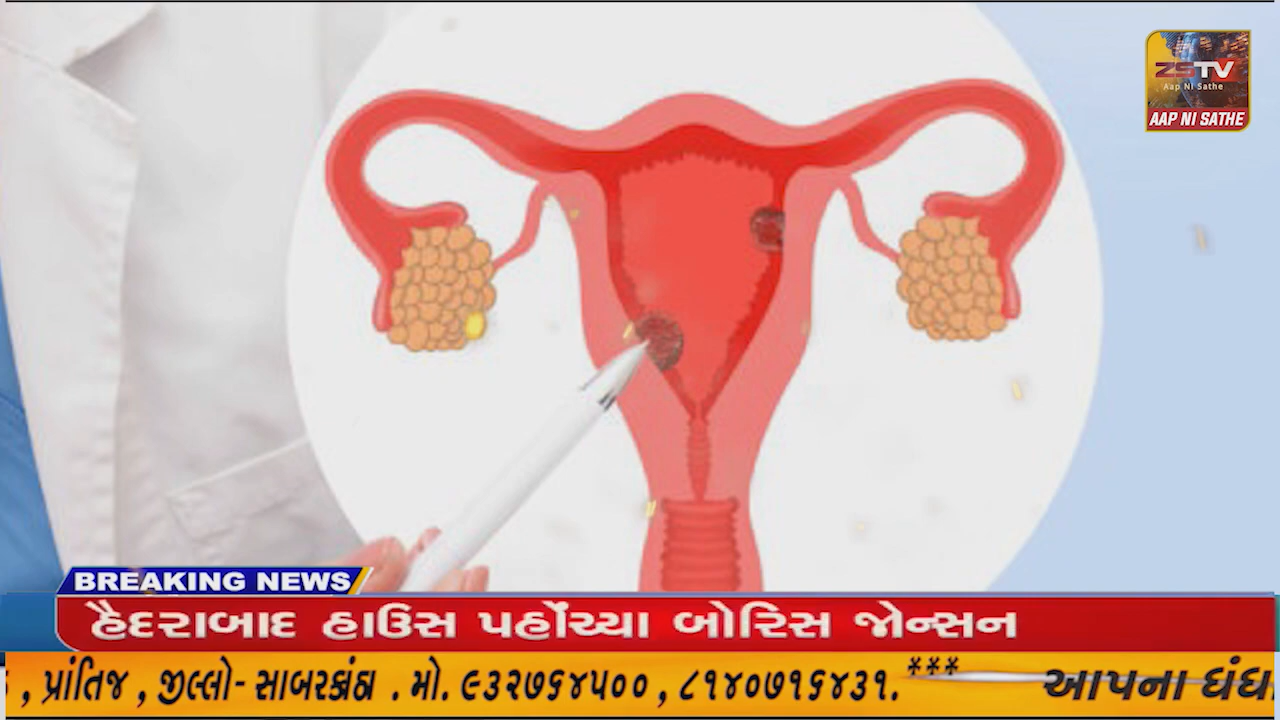 ZSTV
Aap Ni Sathe
AAP NI SATHE
BREAKING NEWS
હૈદરાબાદ હાઉસ પહોંચ્યા બોરિસ જોન્સન
, પ્રાંતિજ , જીલ્લો- સાબરકાંઠા . મો. ૯૩૨૭૬૪૫૦૦ , ૮૧૪૦૭૧૬૪૩૧. *** આપના